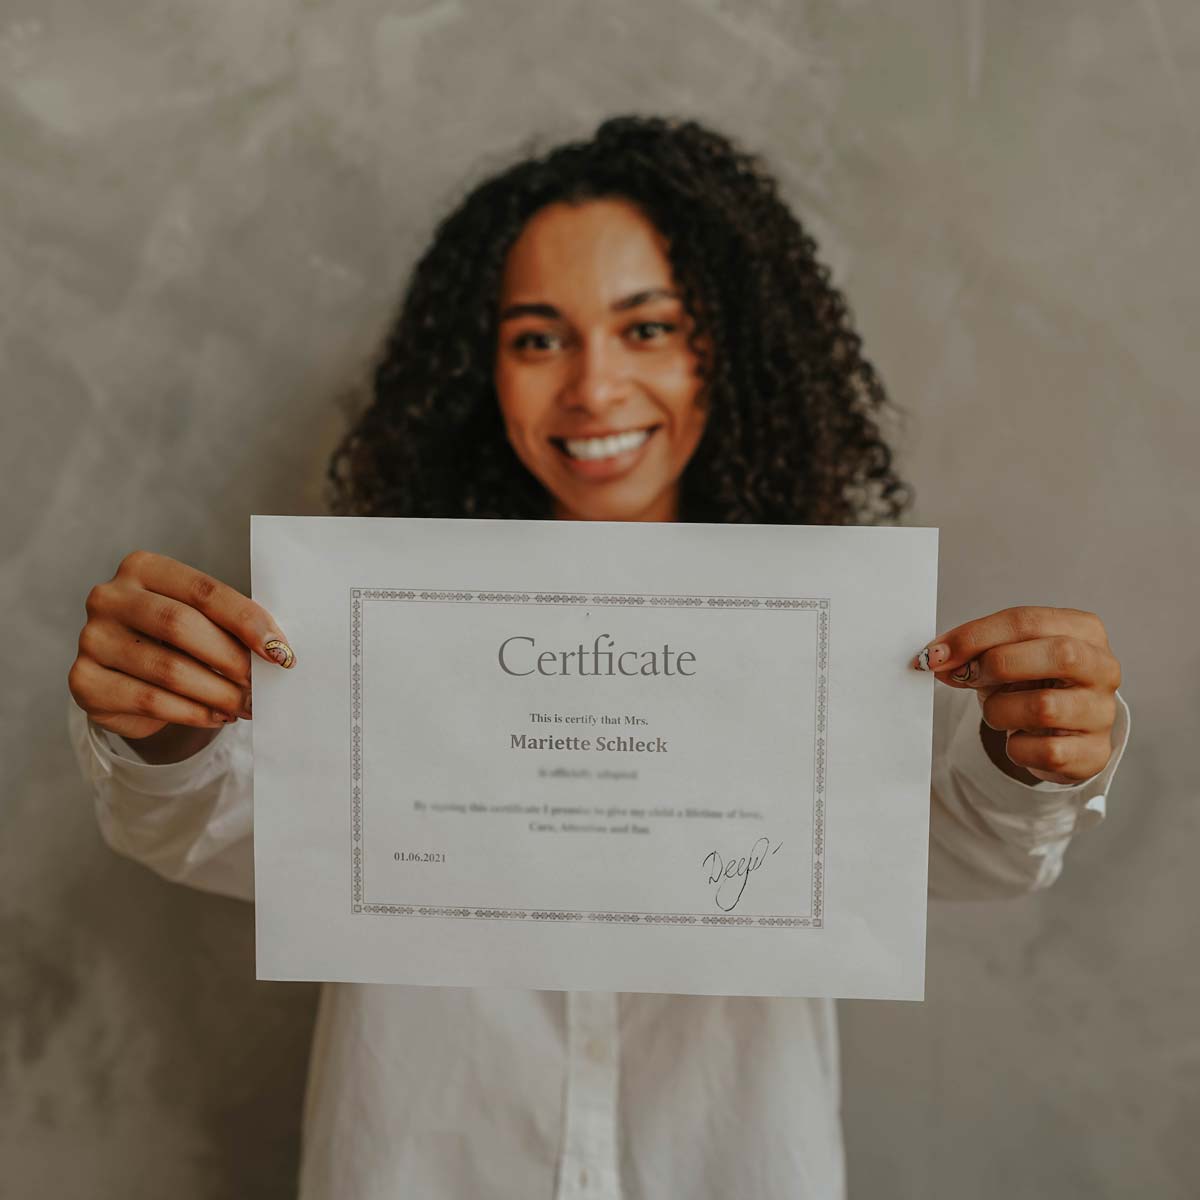 Certficate
This is certify that Mrs.
Mariette Schleck
is officially adopted
By signing this certificate I promise to give my child a lifetime of love,
Care, Attention and fun
01.06.2021